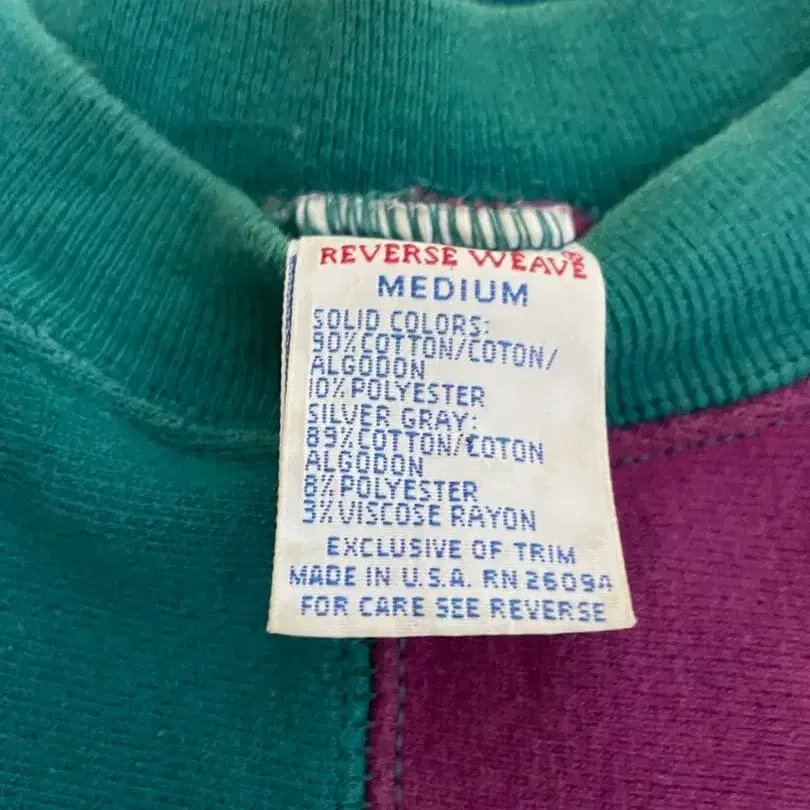 REVERSE WEAVE®
MEDIUM
SOLID COLORS:
90%COTTON/COTON/
ALGODON
10%POLYESTER
SILVER GRAY:
89%COTTON/COTON
ALGODON
8%POLYESTER
3%VISCOSE RAYON
EXCLUSIVE OF TRIM
MADE IN U.S.A. RN 26094
FOR CARE SEE REVERSE